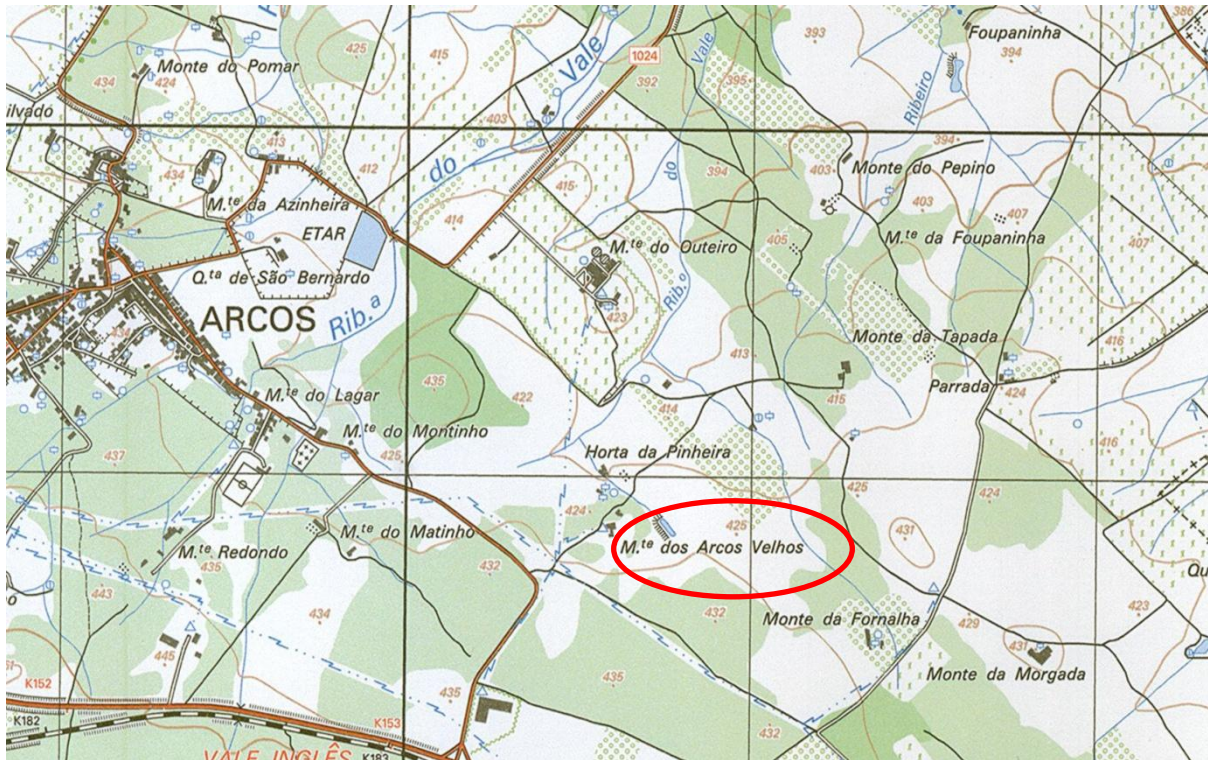 425
415
Foupaninha
394
386
393
Monte do Pomar
434
424
Vale
1024
392
Vale
395
Ribeiro
ilvado
413
403
do
394
412
434
415
do
394
403
Monte do Pepino
M.te da Azinheira
414
403
407
ETAR
405
M.te da Foupaninha
407
M.te do Outeiro
Q.ta de São Bernardo
Rib.o
ARCOS
Rib.a
423
434
Monte da Tapada
416
413
435
Parrada
424
M.te do Lagar
422
414
415
M.te do Montinho
416
437
425
Horta da Pinheira
425
424
424
425
431
M.te do Matinho
M.te dos Arcos Velhos
M.te Redondo
435
432
Qu
443
434
432
Monte da Fornalha
429
423
445
431
435
435
Monte da Morgada
K152
K182
K153
432
VALE INGLÊS
K183